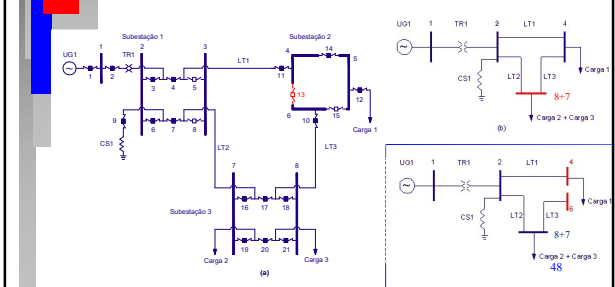 Subestação 1
Subestação 2
UG1
1
TR1
2
3
LT1
4
14
5
1
2
3
4
5
11
13
12
6
10
15
Carga 1
9
6
7
8
CS1
LT2
LT3
7
8
Subestação 3
16
17
18
19
20
21
Carga 2
Carga 3
(a)
UG1
1
TR1
2
LT1
4
CS1
LT2
LT3
Carga 1
8+7
Carga 2 + Carga 3
(b)
UG1
1
TR1
2
LT1
4
Carga 1
CS1
LT2
LT3
6
8+7
Carga 2 + Carga 3
48